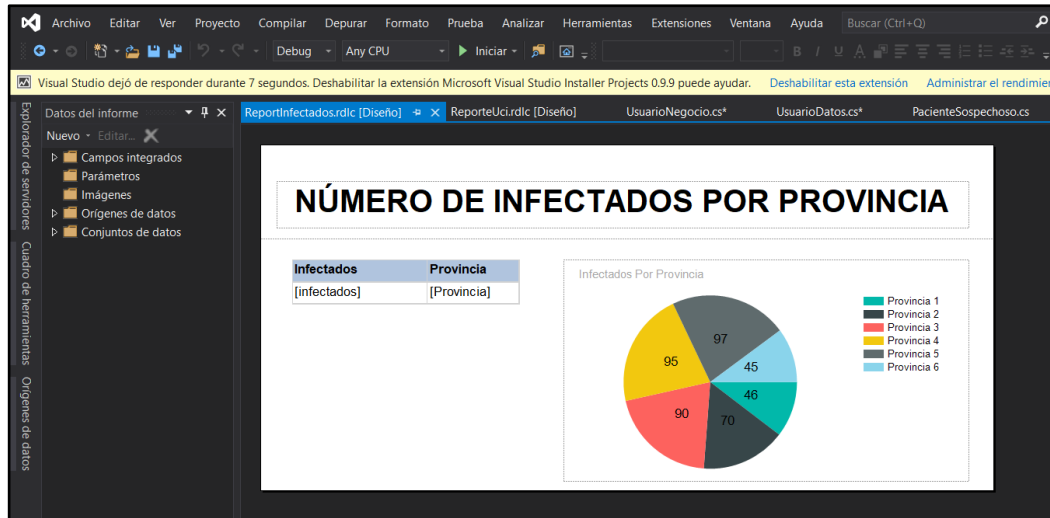 Archivo Editar Ver Proyecto Compilar Depurar Formato Prueba Analizar Herramientas Extensiones Ventana Ayuda Buscar (Ctrl+Q)
Debug Any CPU Iniciar
Visual Studio dejó de responder durante 7 segundos. Deshabilitar la extensión Microsoft Visual Studio Installer Projects 0.9.9 puede ayudar. Deshabilitar esta extensión Administrar el rendimie
Explorador de servidores
Cuadro de herramientas
Orígenes de datos
Datos del informe
Nuevo Editar...
Campos integrados
Parámetros
Imágenes
Orígenes de datos
Conjuntos de datos
ReportInfectados.rdlc [Diseño] ReporteUci.rdlc [Diseño] UsuarioNegocio.cs* UsuarioDatos.cs* PacienteSospechoso.cs
NÚMERO DE INFECTADOS POR PROVINCIA
Infectados Provincia
[infectados] [Provincia]
Infectados Por Provincia
97
95
45
46
90
70
Provincia 1
Provincia 2
Provincia 3
Provincia 4
Provincia 5
Provincia 6